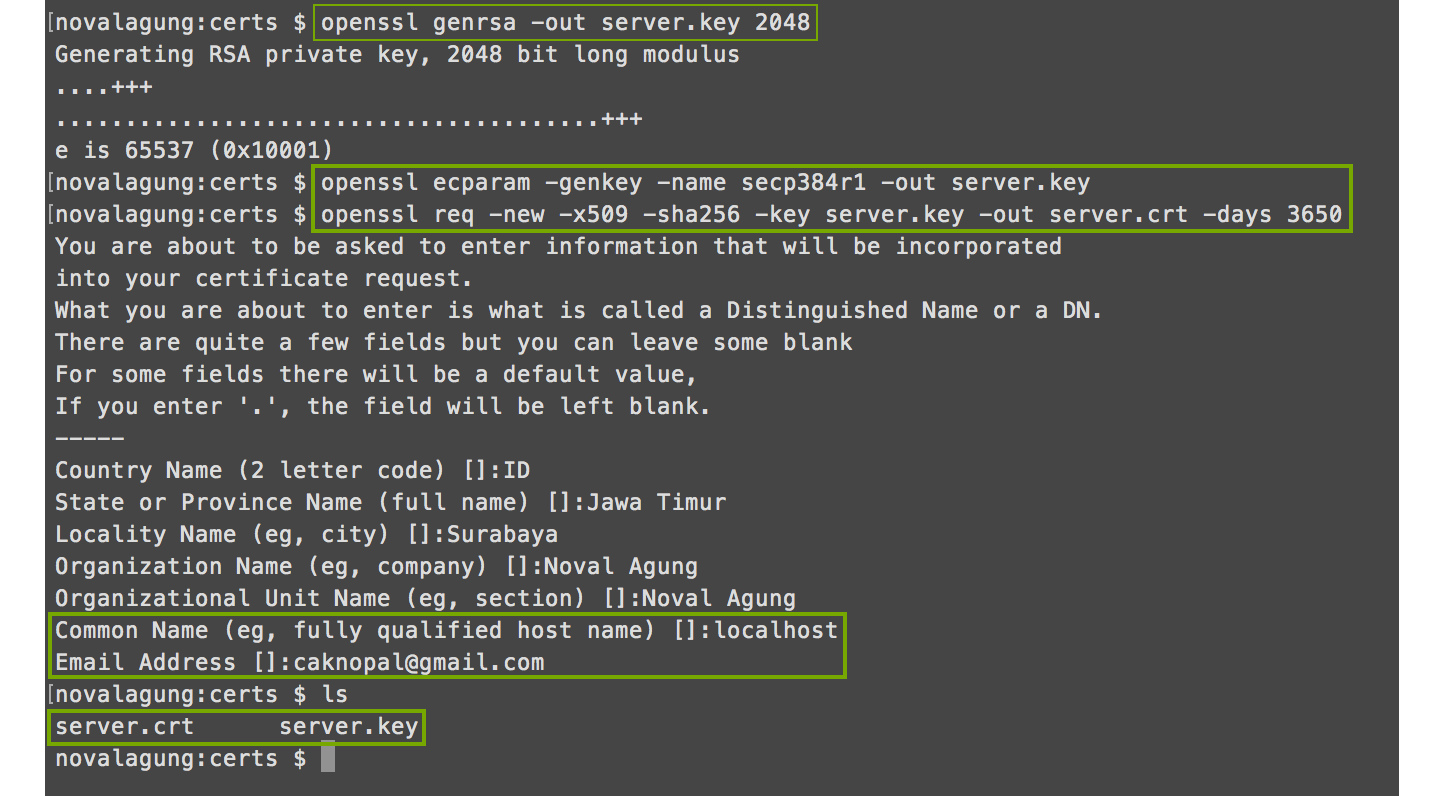 [novalagung:certs $ openssl genrsa -out server.key 2048
Generating RSA private key, 2048 bit long modulus
....+++
.......................................+++
e is 65537 (0x10001)
[novalagung:certs $ openssl ecparam -genkey -name secp384r1 -out server.key
[novalagung:certs $ openssl req -new -x509 -sha256 -key server.key -out server.crt -days 3650
You are about to be asked to enter information that will be incorporated
into your certificate request.
What you are about to enter is what is called a Distinguished Name or a DN.
There are quite a few fields but you can leave some blank
For some fields there will be a default value,
If you enter '.', the field will be left blank.
-----
Country Name (2 letter code) []:ID
State or Province Name (full name) []:Jawa Timur
Locality Name (eg, city) []:Surabaya
Organization Name (eg, company) []:Noval Agung
Organizational Unit Name (eg, section) []:Noval Agung
Common Name (eg, fully qualified host name) []:localhost
Email Address []:caknopal@gmail.com
[novalagung:certs $ ls
server.crt      server.key
novalagung:certs $